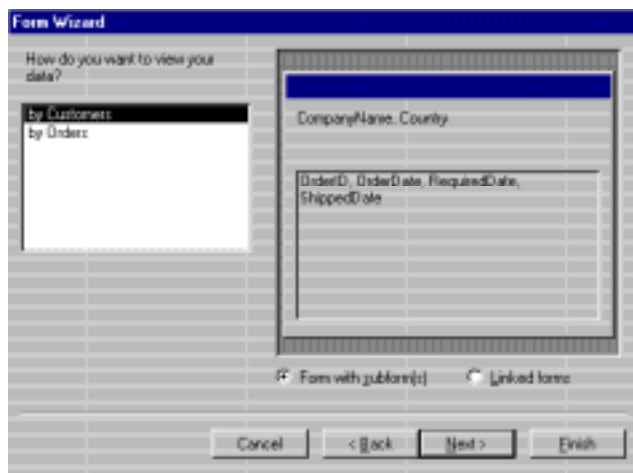 Form Wizard
How do you want to view your
data?
by Customers
by Orders
CompanyName, Country
OrderID, OrderDate, RequiredDate,
ShippedDate
Form with subform(s)
Linked forms
Cancel
< Back
Next >
Finish